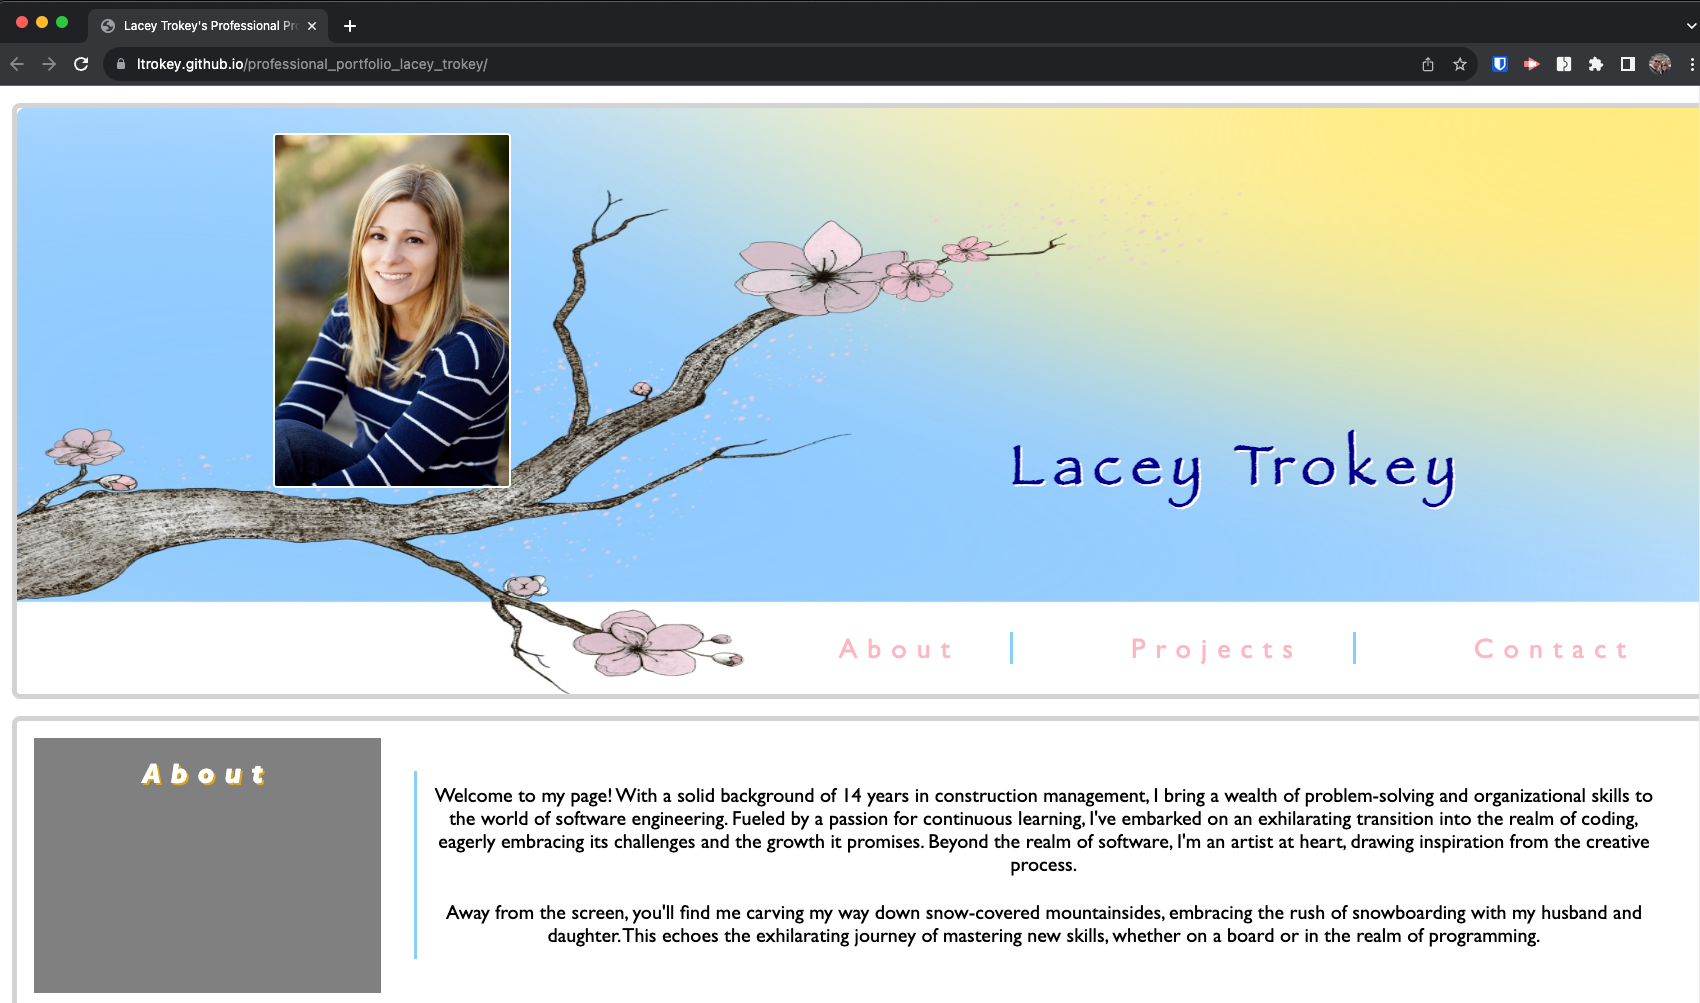 Lacey Trokey's Professional Pr
ltrokey.github.io/professional_portfolio_lacey_trokey/
Lacey Trokey
About
Projects
Contact
About
Welcome to my page! With a solid background of 14 years in construction management, I bring a wealth of problem-solving and organizational skills to
the world of software engineering. Fueled by a passion for continuous learning, I've embarked on an exhilarating transition into the realm of coding,
eagerly embracing its challenges and the growth it promises. Beyond the realm of software, I'm an artist at heart, drawing inspiration from the creative
process.
Away from the screen, you'll find me carving my way down snow-covered mountainsides, embracing the rush of snowboarding with my husband and
daughter. This echoes the exhilarating journey of mastering new skills, whether on a board or in the realm of programming.